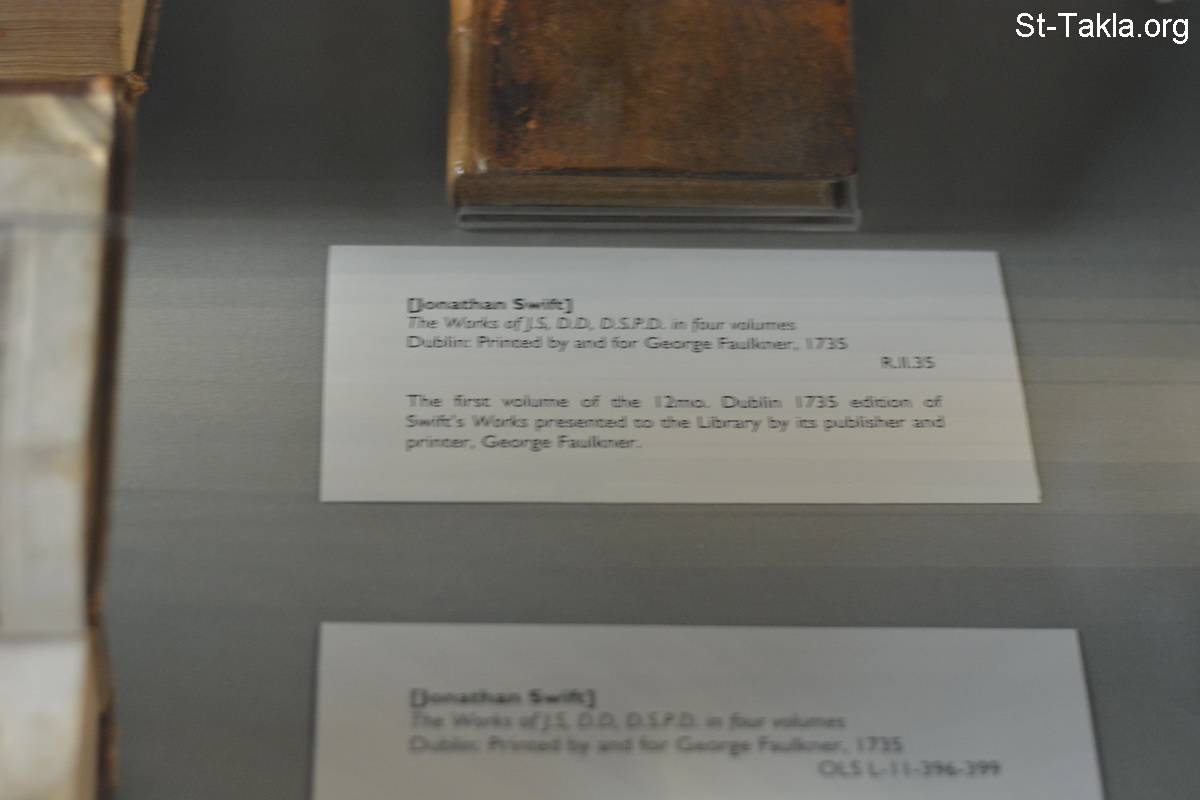 St-Takla.org
[Jonathan Swift]
The Works of J.S, D.D, D.S.P.D. in four volumes
Dublin: Printed by and for George Faulkner, 1735
R.II.35
The first volume of the 12mo. Dublin 1735 edition of
Swift's Works presented to the Library by its publisher and
printer, George Faulkner.
[Jonathan Swift]
The Works of J.S, D.D, D.S.P.D. in four volumes
Dublin: Printed by and for George Faulkner, 1735
OLS L-11-396-399